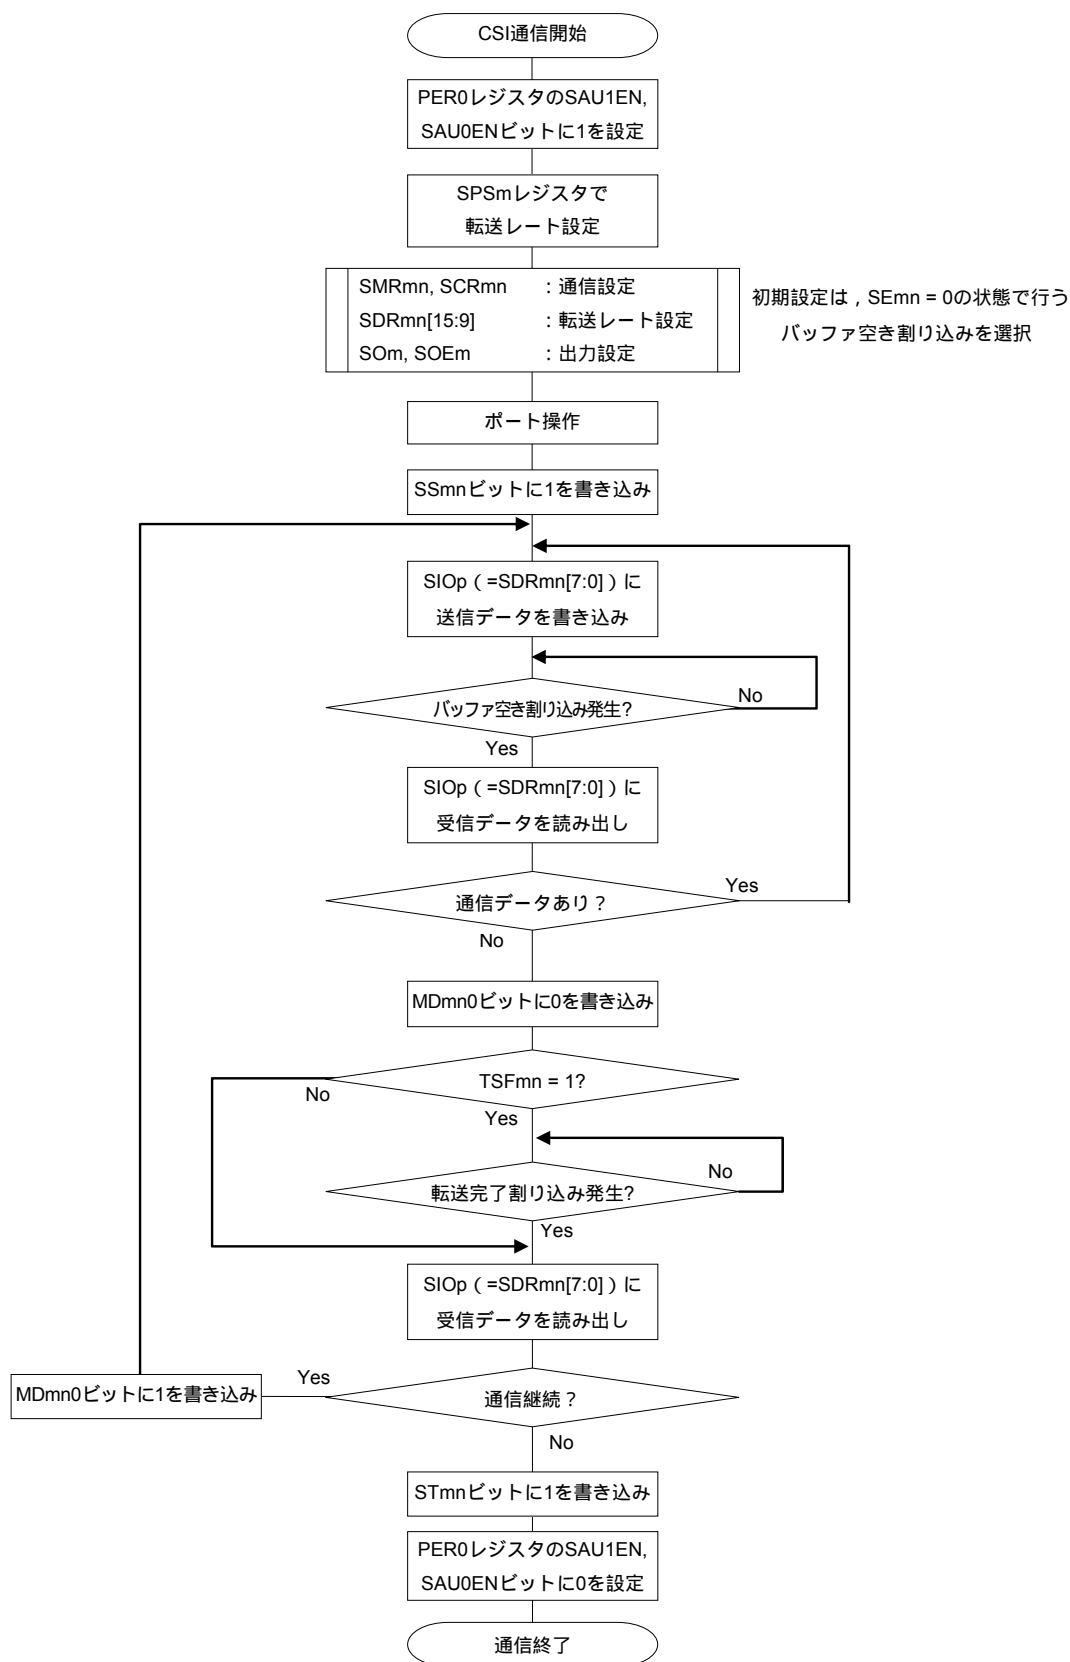 CSI通信開始
PER0レジスタのSAU1EN,
SAU0ENビットに1を設定
SPSmレジスタで
転送レート設定
SMRmn, SCRmn ：通信設定
SDRmn[15:9] ：転送レート設定
SOm, SOEm ：出力設定
初期設定は，SEmn = 0の状態で行う
バッファ空き割り込みを選択
ポート操作
SSmnビットに1を書き込み
SIOp（=SDRmn[7:0]）に
送信データを書き込み
バッファ空き割り込み発生?
No
Yes
SIOp（=SDRmn[7:0]）に
受信データを読み出し
通信データあり？
Yes
No
MDmn0ビットに0を書き込み
TSFmn = 1?
No
Yes
転送完了割り込み発生?
No
Yes
SIOp（=SDRmn[7:0]）に
受信データを読み出し
通信継続？
Yes
MDmn0ビットに1を書き込み
No
STmnビットに1を書き込み
PER0レジスタのSAU1EN,
SAU0ENビットに0を設定
通信終了